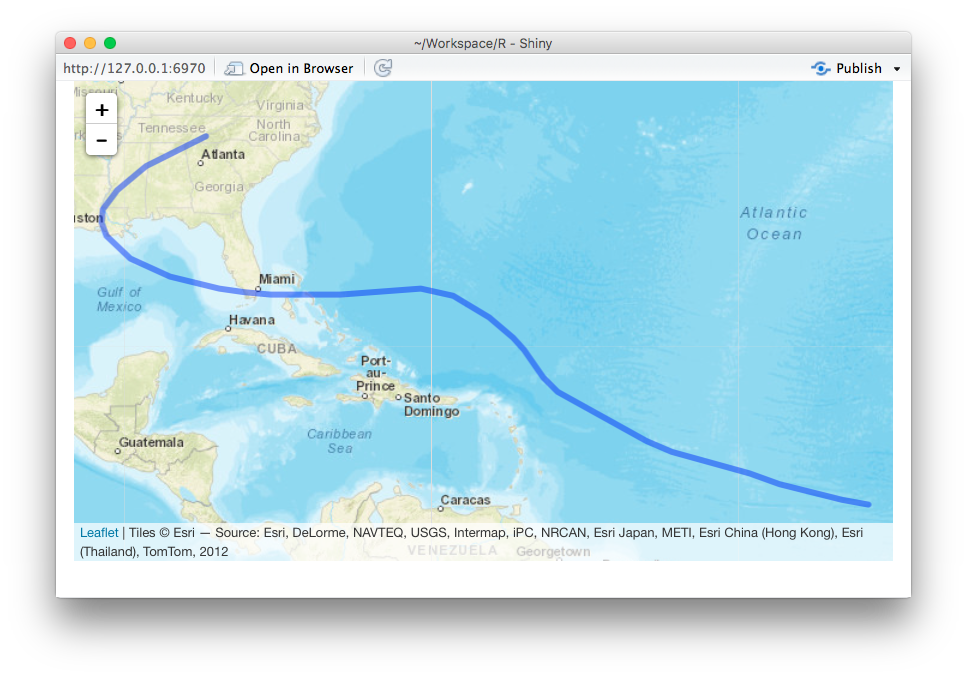 ~/Workspace/R - Shiny
http://127.0.0.1:6970
Open in Browser
Publish
+
−
Missouri
Kentucky
Virginia
Tennessee
North
Carolina
Atlanta
Georgia
uston
Atlantic
Ocean
Miami
Gulf of
Mexico
Havana
CUBA
Port-
au-
Prince
Santo
Domingo
Caribbean
Sea
Guatemala
Caracas
Leaflet | Tiles © Esri — Source: Esri, DeLorme, NAVTEQ, USGS, Intermap, iPC, NRCAN, Esri Japan, METI, Esri China (Hong Kong), Esri
(Thailand), TomTom, 2012
VENEZUELA
Georgetown